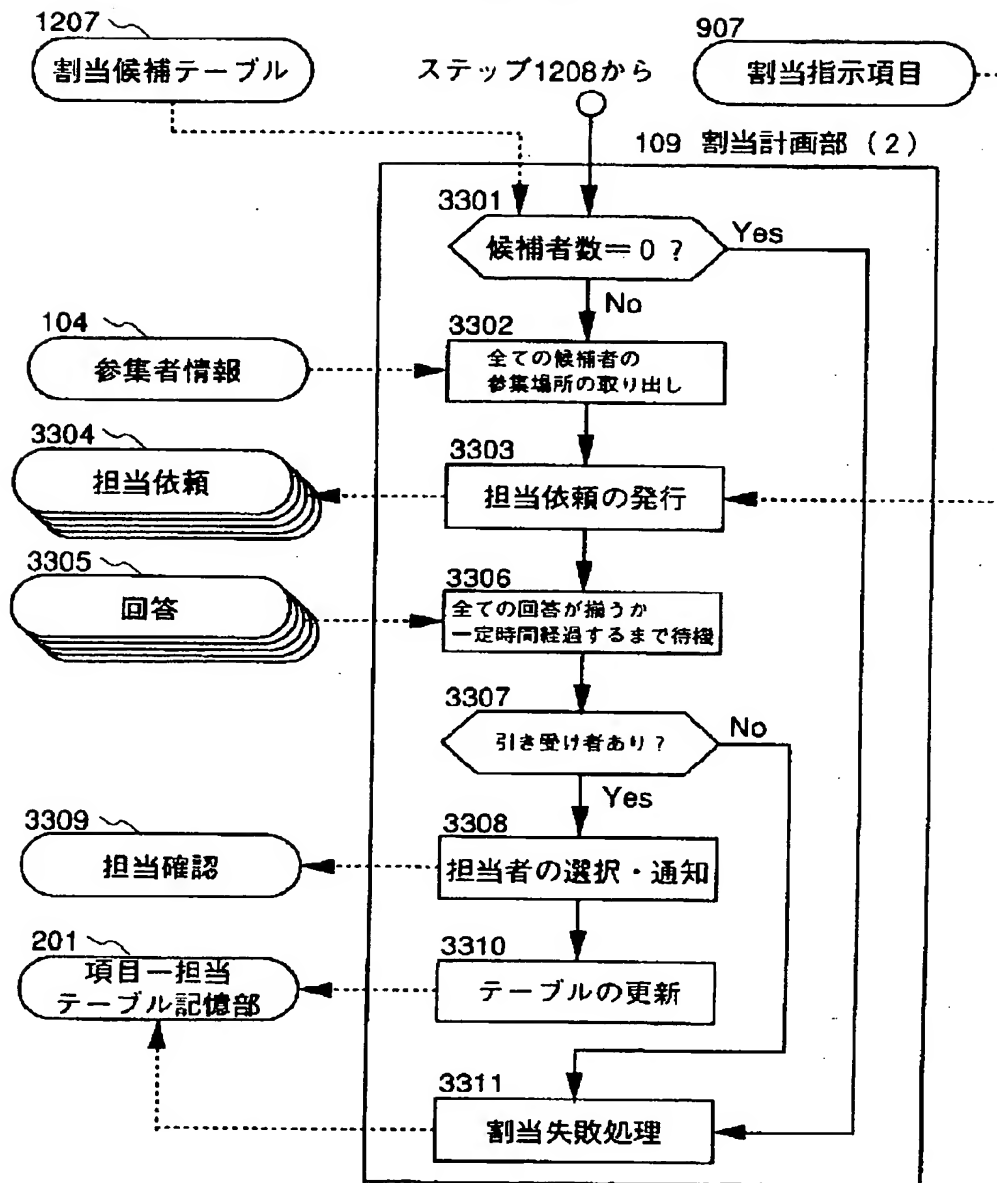 1207
割当候補テーブル
ステップ1208から
907
割当指示項目
109 割当計画部 (2)
3301
候補者数=0?
Yes
No
104
参集者情報
3302
全ての候補者の
参集場所の取り出し
3304
担当依頼
3303
担当依頼の発行
3305
回答
3306
全ての回答が揃うか
一定時間経過するまで待機
3307
引き受け者あり?
No
Yes
3309
担当確認
3308
担当者の選択・通知
201
項目ー担当
テーブル記憶部
3310
テーブルの更新
3311
割当失敗処理